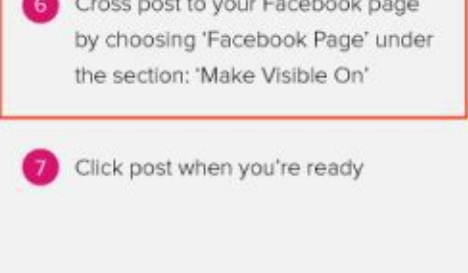 6 Cross post to your Facebook page
by choosing 'Facebook Page' under
the section: 'Make Visible On'
7 Click post when you're ready